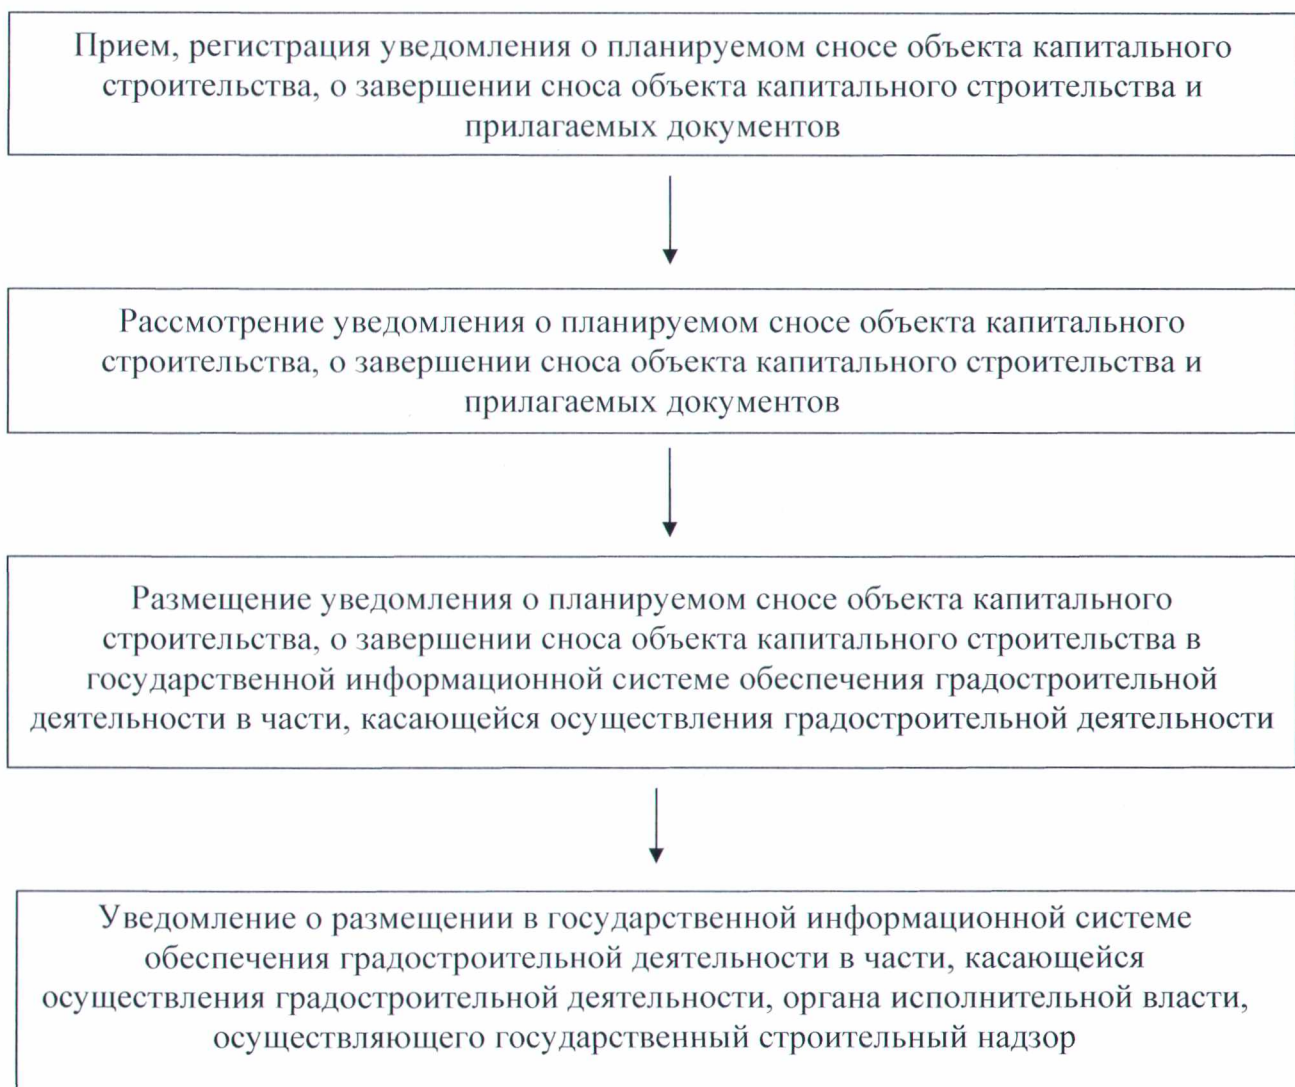 Прием, регистрация уведомления о планируемом сносе объекта капитального
строительства, о завершении сноса объекта капитального строительства и
прилагаемых документов
Рассмотрение уведомления о планируемом сносе объекта капитального
строительства, о завершении сноса объекта капитального строительства и
прилагаемых документов
Размещение уведомления о планируемом сносе объекта капитального
строительства, о завершении сноса объекта капитального строительства в
государственной информационной системе обеспечения градостроительной
деятельности в части, касающейся осуществления градостроительной деятельности
Уведомление о размещении в государственной информационной системе
обеспечения градостроительной деятельности в части, касающейся
осуществления градостроительной деятельности, органа исполнительной власти,
осуществляющего государственный строительный надзор